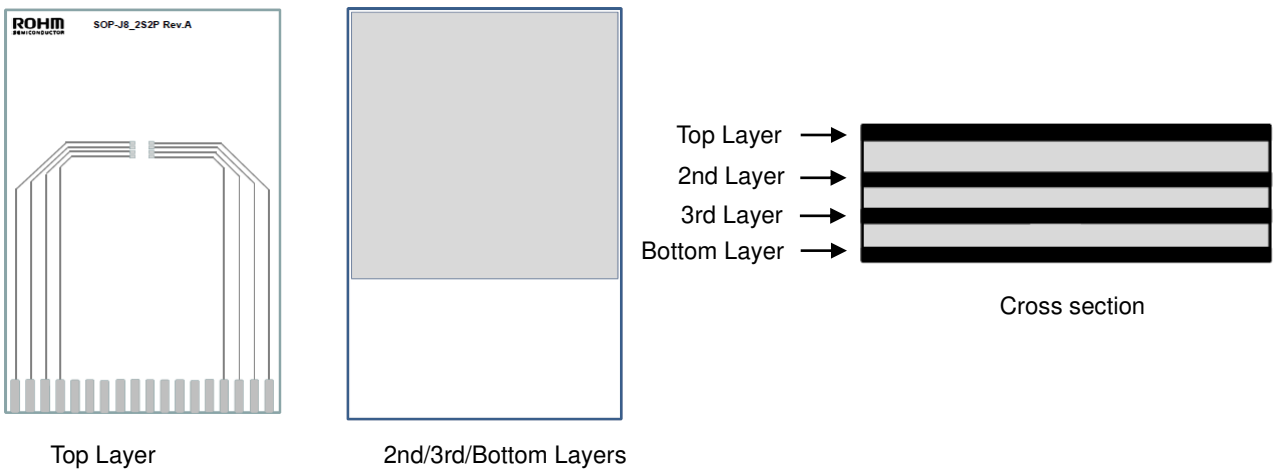 ROHM
SEMICONDUCTOR
SOP-J8_2S2P Rev.A
Top Layer
2nd/3rd/Bottom Layers
Top Layer
2nd Layer
3rd Layer
Bottom Layer
Cross section